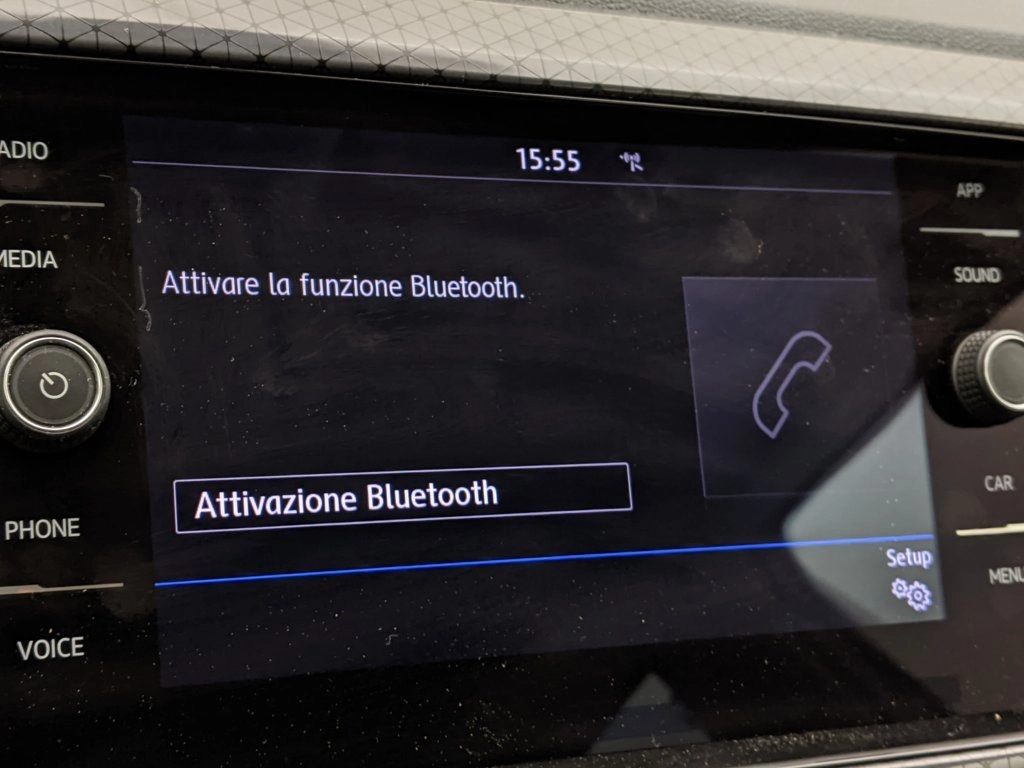 15:55
ADIO
APP
MEDIA
SOUND
Attivare la funzione Bluetooth.
Attivazione Bluetooth
CAR
PHONE
Setup
MENU
VOICE